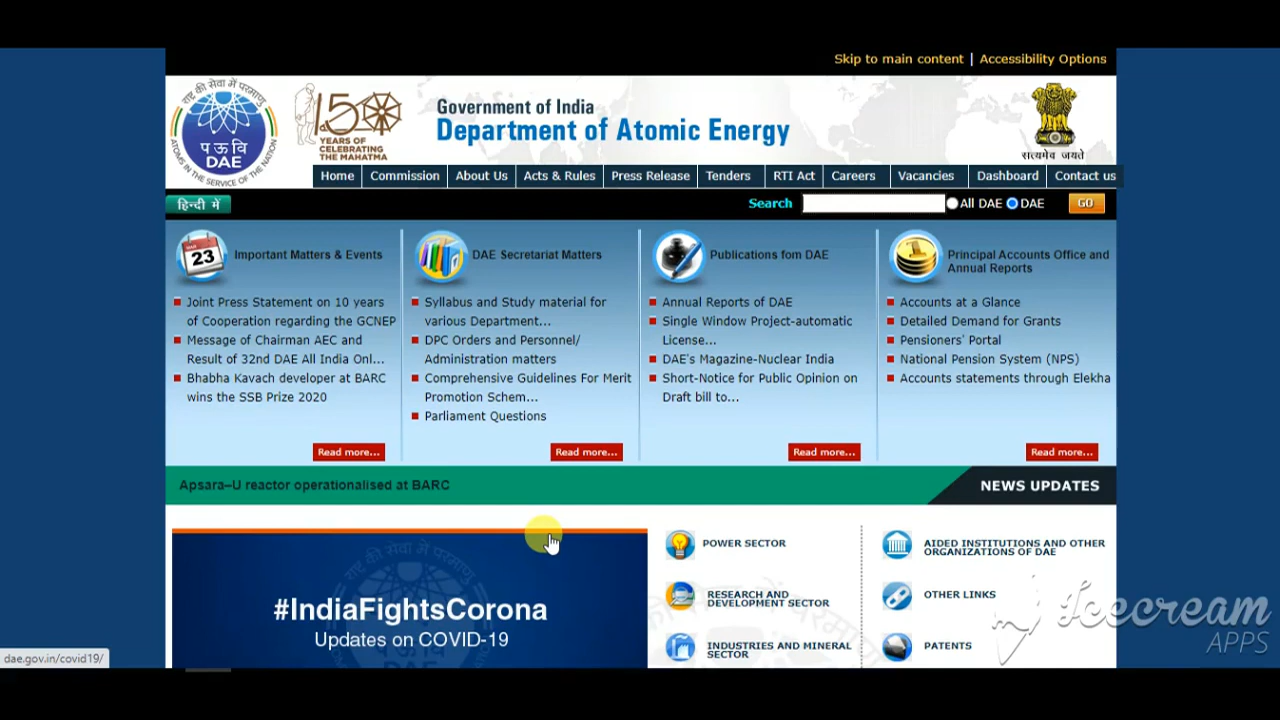 Skip to main content | Accessibility Options
राष्ट्र की सेवा में परमाणु
पऊवि
DAE
ATOMS IN THE SERVICE OF THE NATION
150
YEARS OF
CELEBRATING
THE MAHATMA
Government of India
Department of Atomic Energy
सत्यमेव जयते
Home Commission About Us Acts & Rules Press Release Tenders RTI Act Careers Vacancies Dashboard Contact us
हिन्दी में Search All DAE DAE GO
23 Important Matters & Events
Joint Press Statement on 10 years
of Cooperation regarding the GCNEP
Message of Chairman AEC and
Result of 32nd DAE All India Onl...
Bhabha Kavach developer at BARC
wins the SSB Prize 2020
Read more...
DAE Secretariat Matters
Syllabus and Study material for
various Department...
DPC Orders and Personnel/
Administration matters
Comprehensive Guidelines For Merit
Promotion Schem...
Parliament Questions
Read more...
Publications fom DAE
Annual Reports of DAE
Single Window Project-automatic
License...
DAE's Magazine-Nuclear India
Short-Notice for Public Opinion on
Draft bill to...
Read more...
Principal Accounts Office and
Annual Reports
Accounts at a Glance
Detailed Demand for Grants
Pensioners' Portal
National Pension System (NPS)
Accounts statements through Elekha
Read more...
Apsara–U reactor operationalised at BARC
NEWS UPDATES
#IndiaFightsCorona
Updates on COVID-19
POWER SECTOR
RESEARCH AND
DEVELOPMENT SECTOR
INDUSTRIES AND MINERAL
SECTOR
AIDED INSTITUTIONS AND OTHER
ORGANIZATIONS OF DAE
OTHER LINKS
PATENTS
dae.gov.in/covid19/
Icecream
APPS